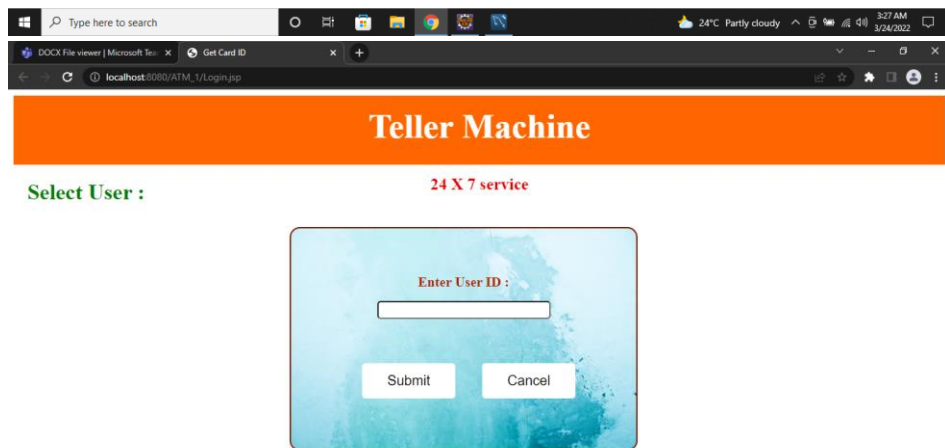 Type here to search
24°C Partly cloudy
3:27 AM
3/24/2022
DOCX File viewer | Microsoft Tea
Get Card ID
localhost:8080/ATM_1/Login.jsp
Teller Machine
24 X 7 service
Select User :
Enter User ID :
Submit Cancel